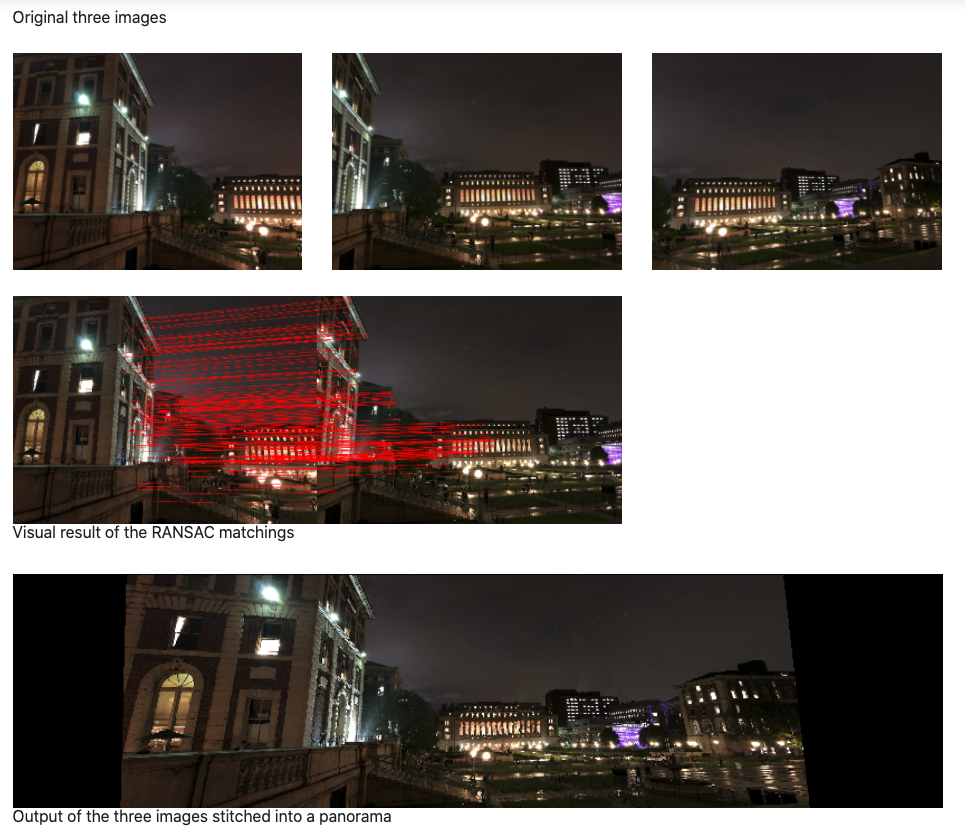 Original three images
Visual result of the RANSAC matchings
Output of the three images stitched into a panorama